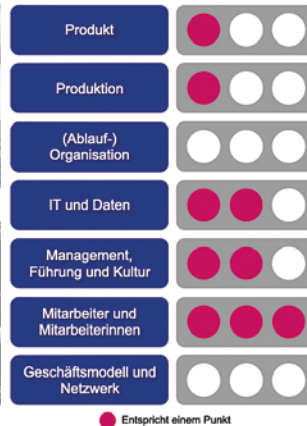 Produkt
Produktion
(Ablauf-)
Organisation
IT und Daten
Management,
Führung und Kultur
Mitarbeiter und
Mitarbeiterinnen
Geschäftsmodell und
Netzwerk
Entspricht einem Punkt